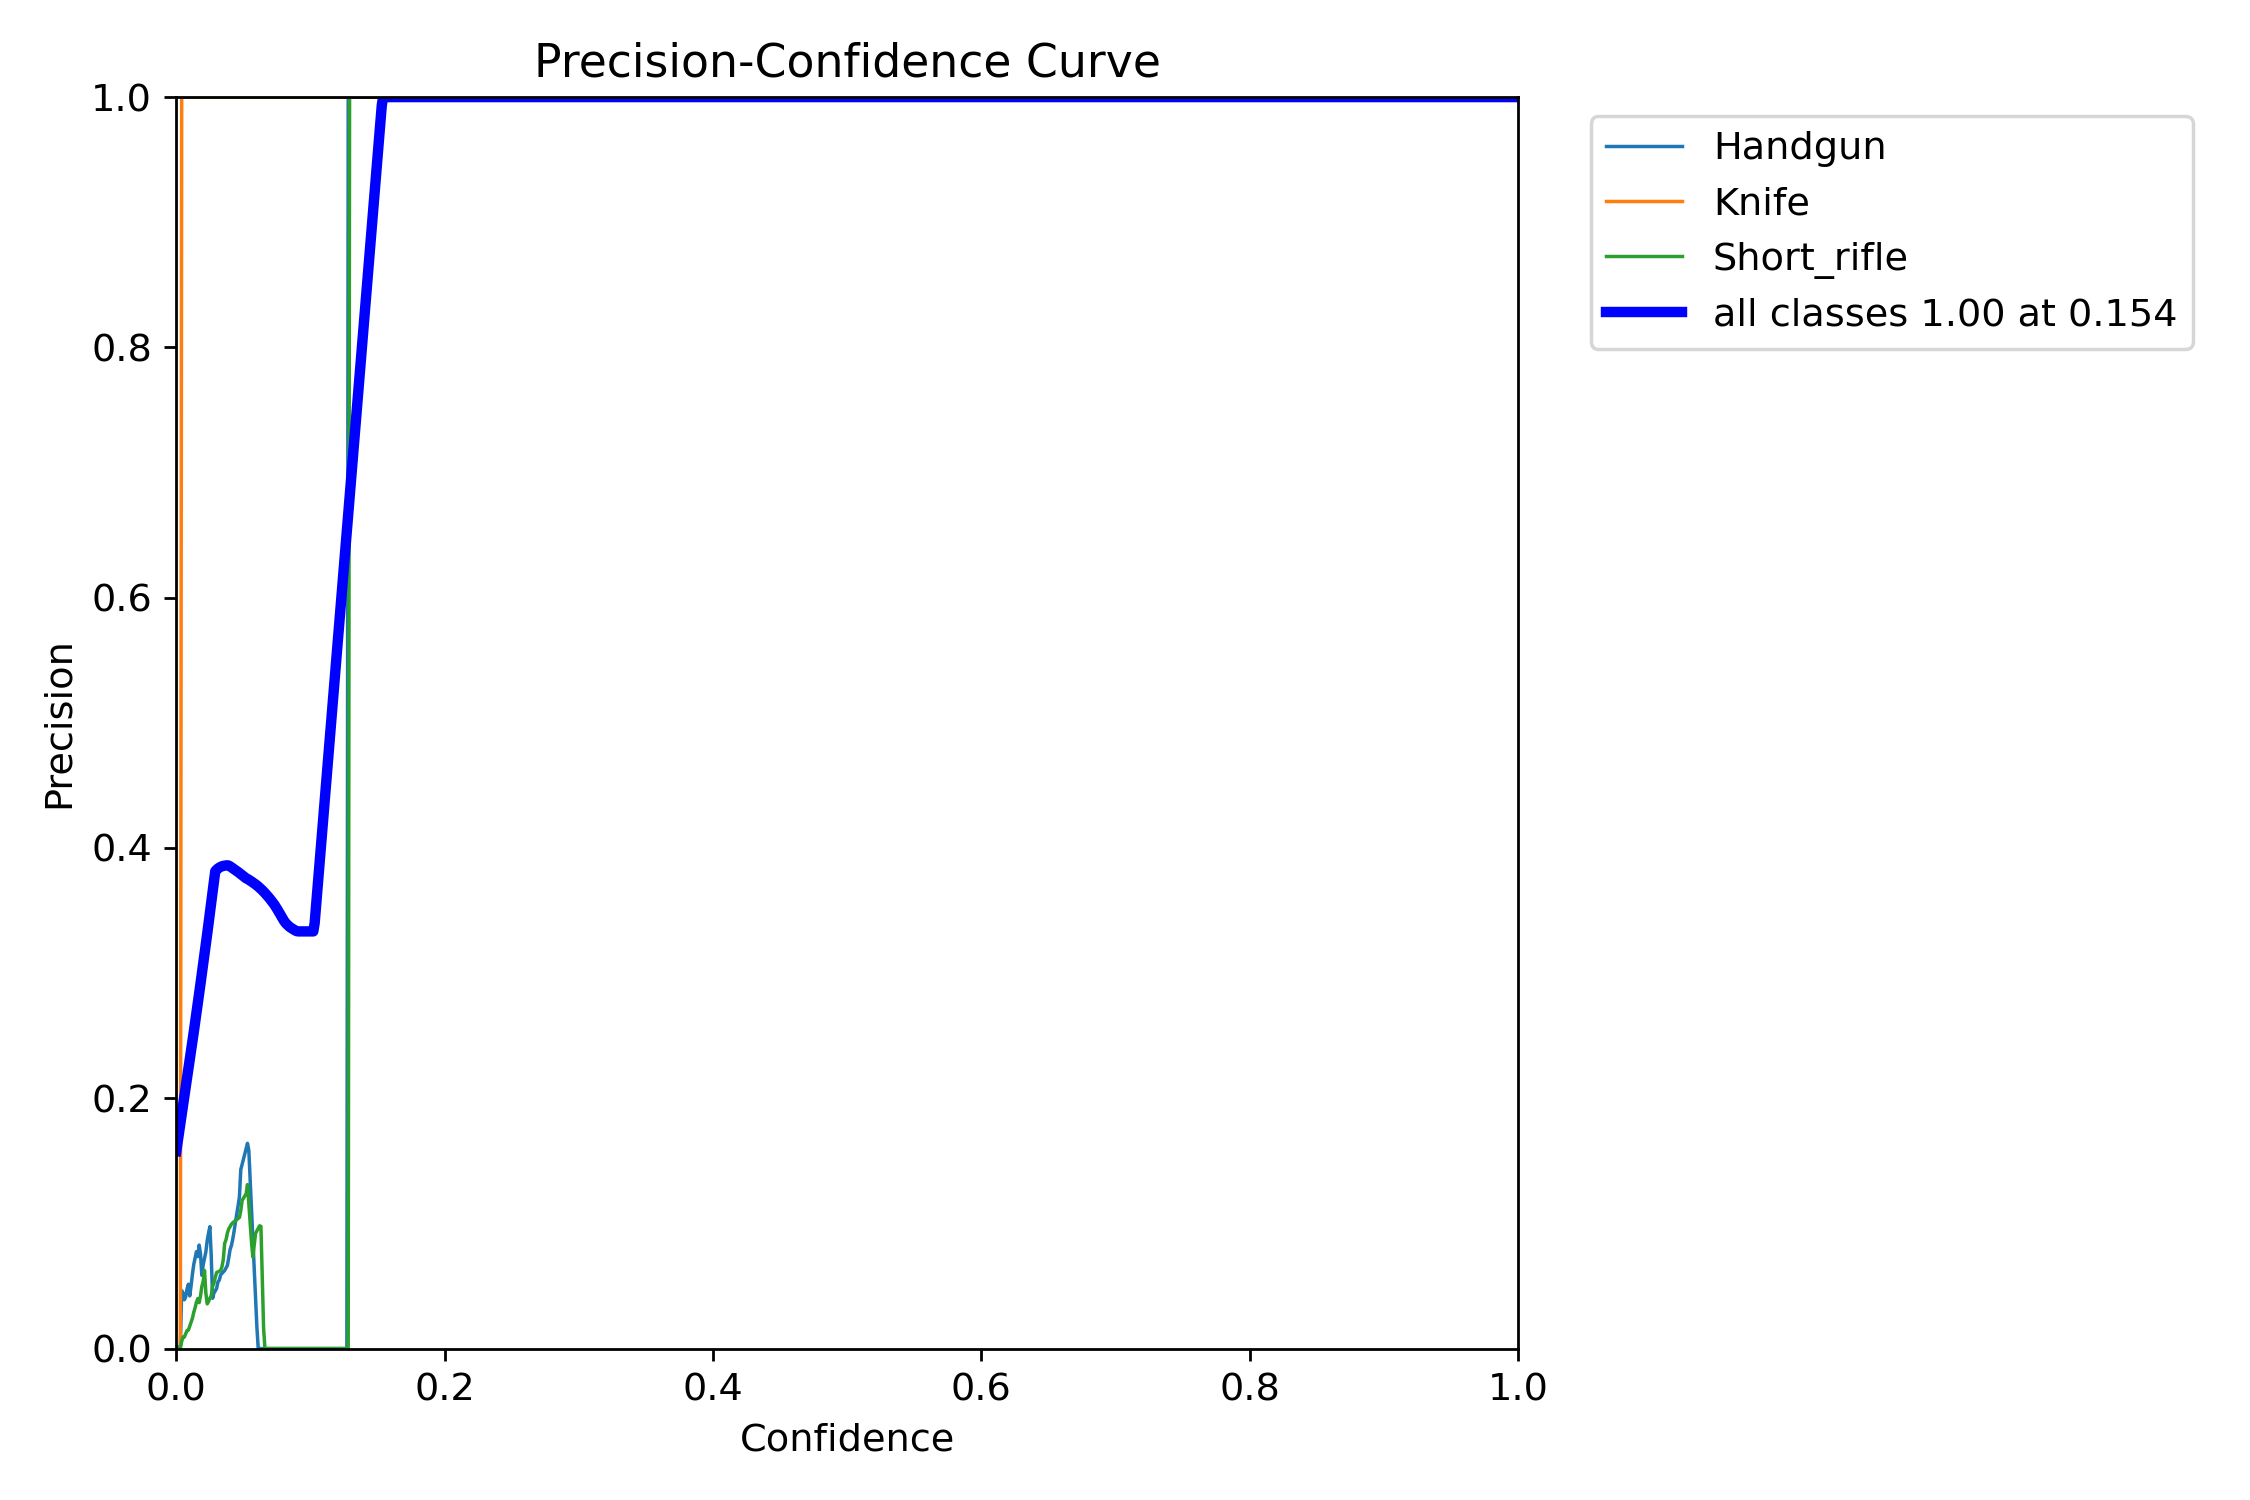 Precision-Confidence Curve
1.0
0.8
0.6
0.4
0.2
0.0
Precision
0.0 0.2 0.4 0.6 0.8 1.0
Confidence
Handgun
Knife
Short_rifle
all classes 1.00 at 0.154